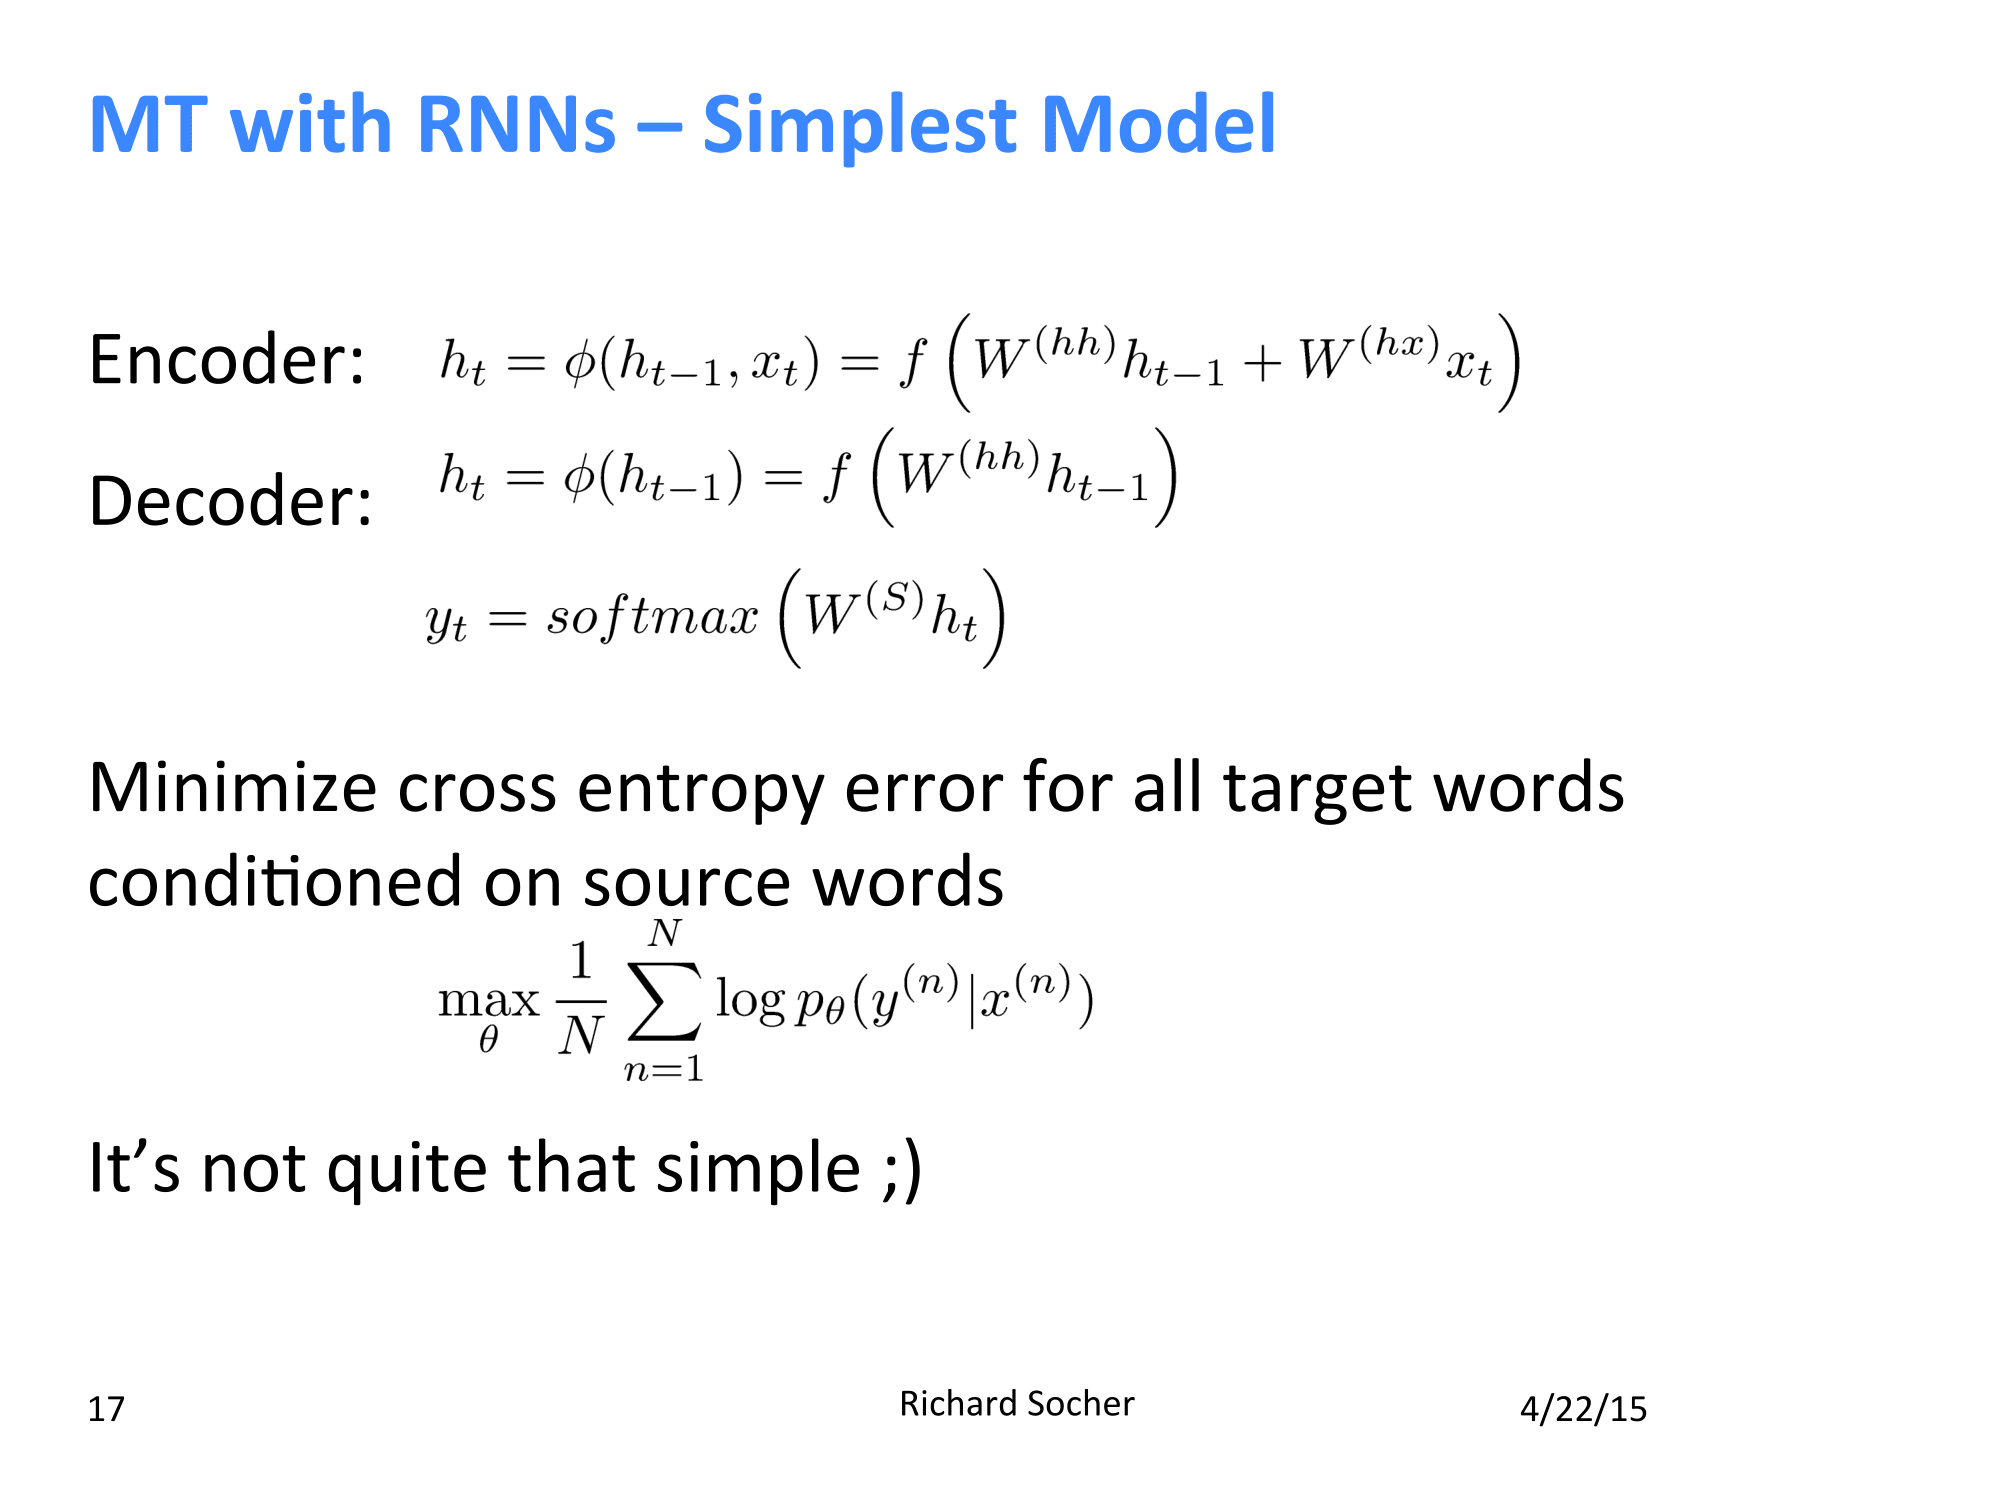 MT with RNNs – Simplest Model
Encoder: $h_t = \phi(h_{t-1}, x_t) = f\left(W^{(hh)}h_{t-1} + W^{(hx)}x_t\right)$
Decoder: $h_t = \phi(h_{t-1}) = f\left(W^{(hh)}h_{t-1}\right)$
$y_t = softmax\left(W^{(S)}h_t\right)$
Minimize cross entropy error for all target words
conditioned on source words
$\max_{\theta} \frac{1}{N} \sum_{n=1}^{N} \log p_{\theta}(y^{(n)}|x^{(n)})$
It’s not quite that simple ;)
17 Richard Socher 4/22/15